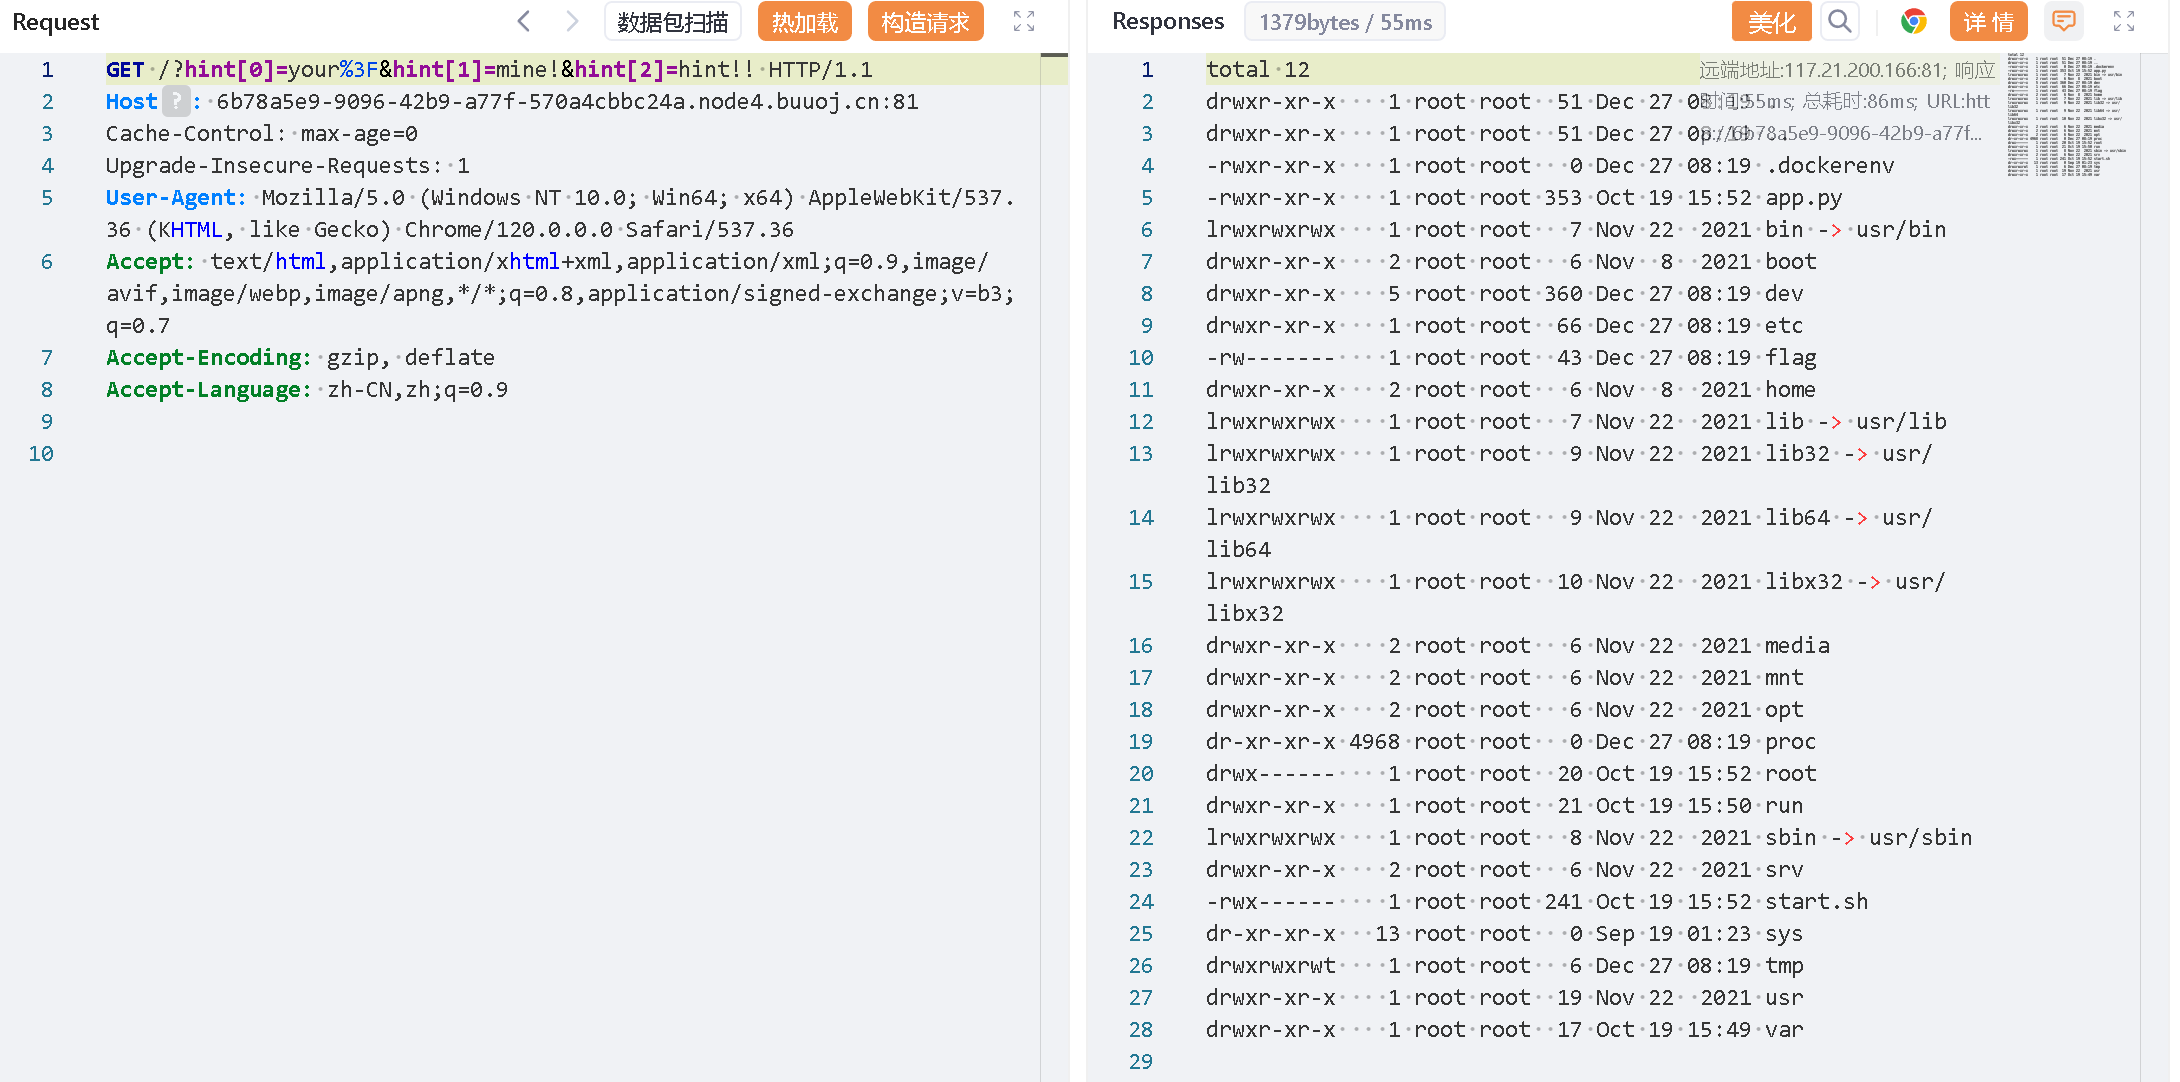 Request
数据包扫描
热加载
构造请求
1 GET /?hint[0]=your%3F&hint[1]=mine!&hint[2]=hint!! HTTP/1.1
2 Host ? : 6b78a5e9-9096-42b9-a77f-570a4cbbc24a.node4.buuoj.cn:81
3 Cache-Control: max-age=0
4 Upgrade-Insecure-Requests: 1
5 User-Agent: Mozilla/5.0 (Windows NT 10.0; Win64; x64) AppleWebKit/537.
36 (KHTML, like Gecko) Chrome/120.0.0.0 Safari/537.36
6 Accept: text/html,application/xhtml+xml,application/xml;q=0.9,image/
avif,image/webp,image/apng,*/*;q=0.8,application/signed-exchange;v=b3;
q=0.7
7 Accept-Encoding: gzip, deflate
8 Accept-Language: zh-CN,zh;q=0.9
9
10
Responses
1379bytes / 55ms
美化
详 情
远端地址:117.21.200.166:81; 响应
时间:55ms; 总耗时:86ms; URL:htt
p://6b78a5e9-9096-42b9-a77f...
1 total 12
2 drwxr-xr-x 1 root root 51 Dec 27 08:19 .
3 drwxr-xr-x 1 root root 51 Dec 27 08:19 ..
4 -rwxr-xr-x 1 root root 0 Dec 27 08:19 .dockerenv
5 -rwxr-xr-x 1 root root 353 Oct 19 15:52 app.py
6 lrwxrwxrwx 1 root root 7 Nov 22 2021 bin -> usr/bin
7 drwxr-xr-x 2 root root 6 Nov 8 2021 boot
8 drwxr-xr-x 5 root root 360 Dec 27 08:19 dev
9 drwxr-xr-x 1 root root 66 Dec 27 08:19 etc
10 -rw------- 1 root root 43 Dec 27 08:19 flag
11 drwxr-xr-x 2 root root 6 Nov 8 2021 home
12 lrwxrwxrwx 1 root root 7 Nov 22 2021 lib -> usr/lib
13 lrwxrwxrwx 1 root root 9 Nov 22 2021 lib32 -> usr/
lib32
14 lrwxrwxrwx 1 root root 9 Nov 22 2021 lib64 -> usr/
lib64
15 lrwxrwxrwx 1 root root 10 Nov 22 2021 libx32 -> usr/
libx32
16 drwxr-xr-x 2 root root 6 Nov 22 2021 media
17 drwxr-xr-x 2 root root 6 Nov 22 2021 mnt
18 drwxr-xr-x 2 root root 6 Nov 22 2021 opt
19 dr-xr-xr-x 4968 root root 0 Dec 27 08:19 proc
20 drwx------ 1 root root 20 Oct 19 15:52 root
21 drwxr-xr-x 1 root root 21 Oct 19 15:50 run
22 lrwxrwxrwx 1 root root 8 Nov 22 2021 sbin -> usr/sbin
23 drwxr-xr-x 2 root root 6 Nov 22 2021 srv
24 -rwx------ 1 root root 241 Oct 19 15:52 start.sh
25 dr-xr-xr-x 13 root root 0 Sep 19 01:23 sys
26 drwxrwxrwt 1 root root 6 Dec 27 08:19 tmp
27 drwxr-xr-x 1 root root 19 Nov 22 2021 usr
28 drwxr-xr-x 1 root root 17 Oct 19 15:49 var
29